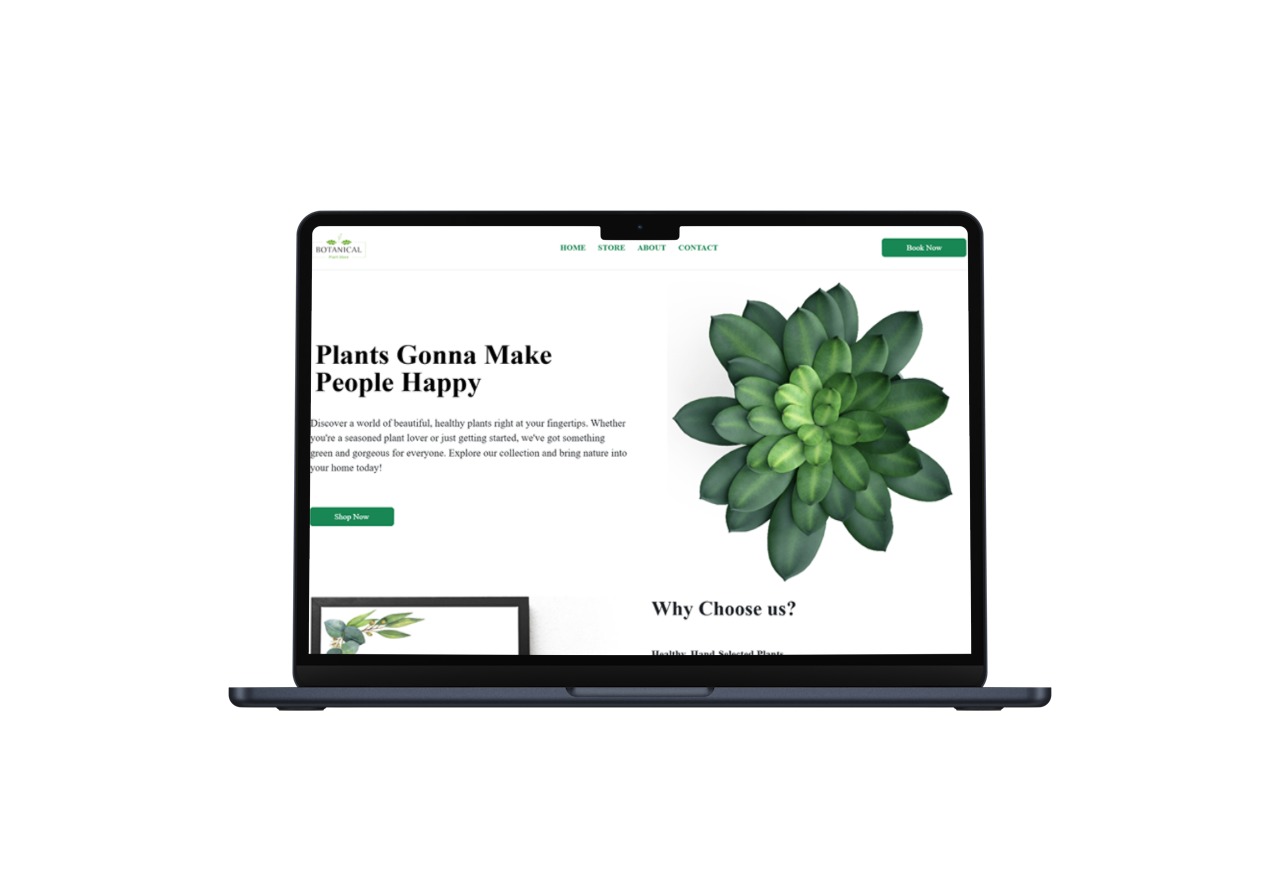 BOTANICAL
Plant Store
HOME STORE ABOUT CONTACT
Book Now
Plants Gonna Make
People Happy
Discover a world of beautiful, healthy plants right at your fingertips. Whether
you're a seasoned plant lover or just getting started, we've got something
green and gorgeous for everyone. Explore our collection and bring nature into
your home today!
Shop Now
Why Choose us?
Healthy, Hand-Selected Plants